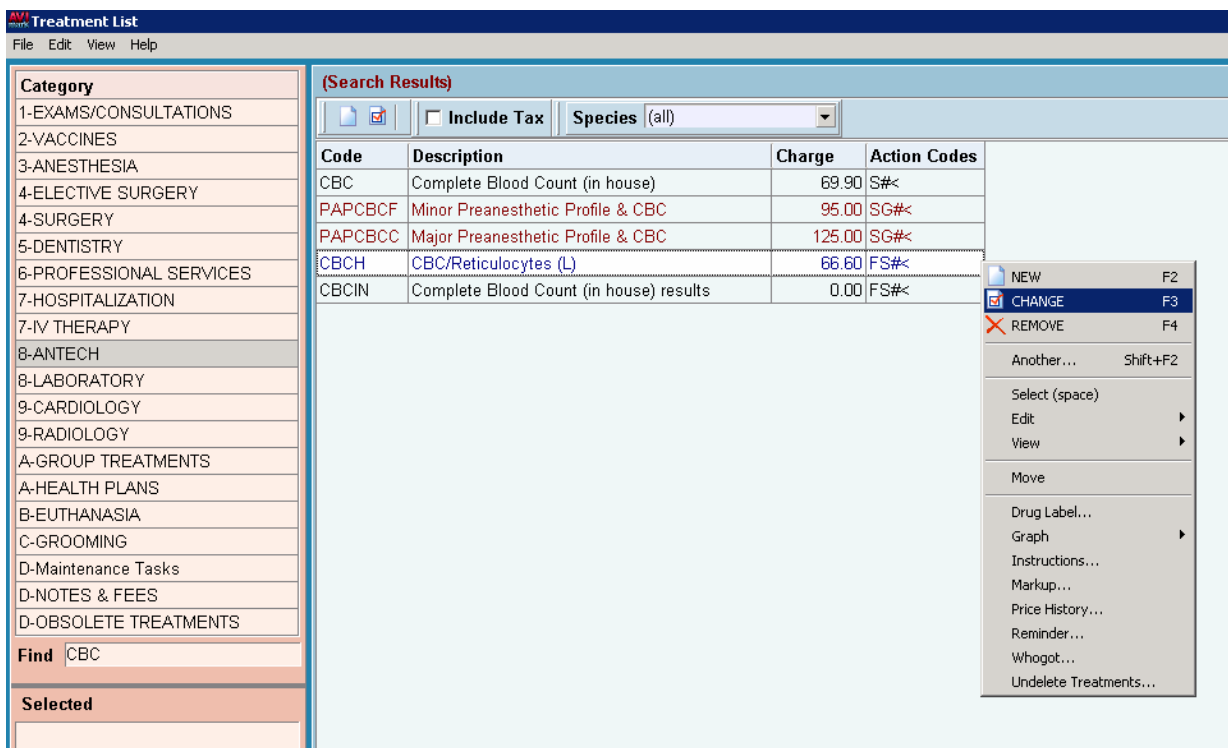 AVI mark Treatment List
File Edit View Help
Category
1-EXAMS/CONSULTATIONS
2-VACCINES
3-ANESTHESIA
4-ELECTIVE SURGERY
4-SURGERY
5-DENTISTRY
6-PROFESSIONAL SERVICES
7-HOSPITALIZATION
7-IV THERAPY
8-ANTECH
8-LABORATORY
9-CARDIOLOGY
9-RADIOLOGY
A-GROUP TREATMENTS
A-HEALTH PLANS
B-EUTHANASIA
C-GROOMING
D-Maintenance Tasks
D-NOTES & FEES
D-OBSOLETE TREATMENTS
Find CBC
Selected
(Search Results)
Include Tax Species (all)
Code Description Charge Action Codes
CBC Complete Blood Count (in house) 69.90 S#<
PAPCBCF Minor Preanesthetic Profile & CBC 95.00 SG#<
PAPCBCC Major Preanesthetic Profile & CBC 125.00 SG#<
CBCH CBC/Reticulocytes (L) 66.60 FS#<
CBCIN Complete Blood Count (in house) results 0.00 FS#<
NEW F2
CHANGE F3
REMOVE F4
Another... Shift+F2
Select (space)
Edit
View
Move
Drug Label...
Graph
Instructions...
Markup...
Price History...
Reminder...
Whogot...
Undelete Treatments...